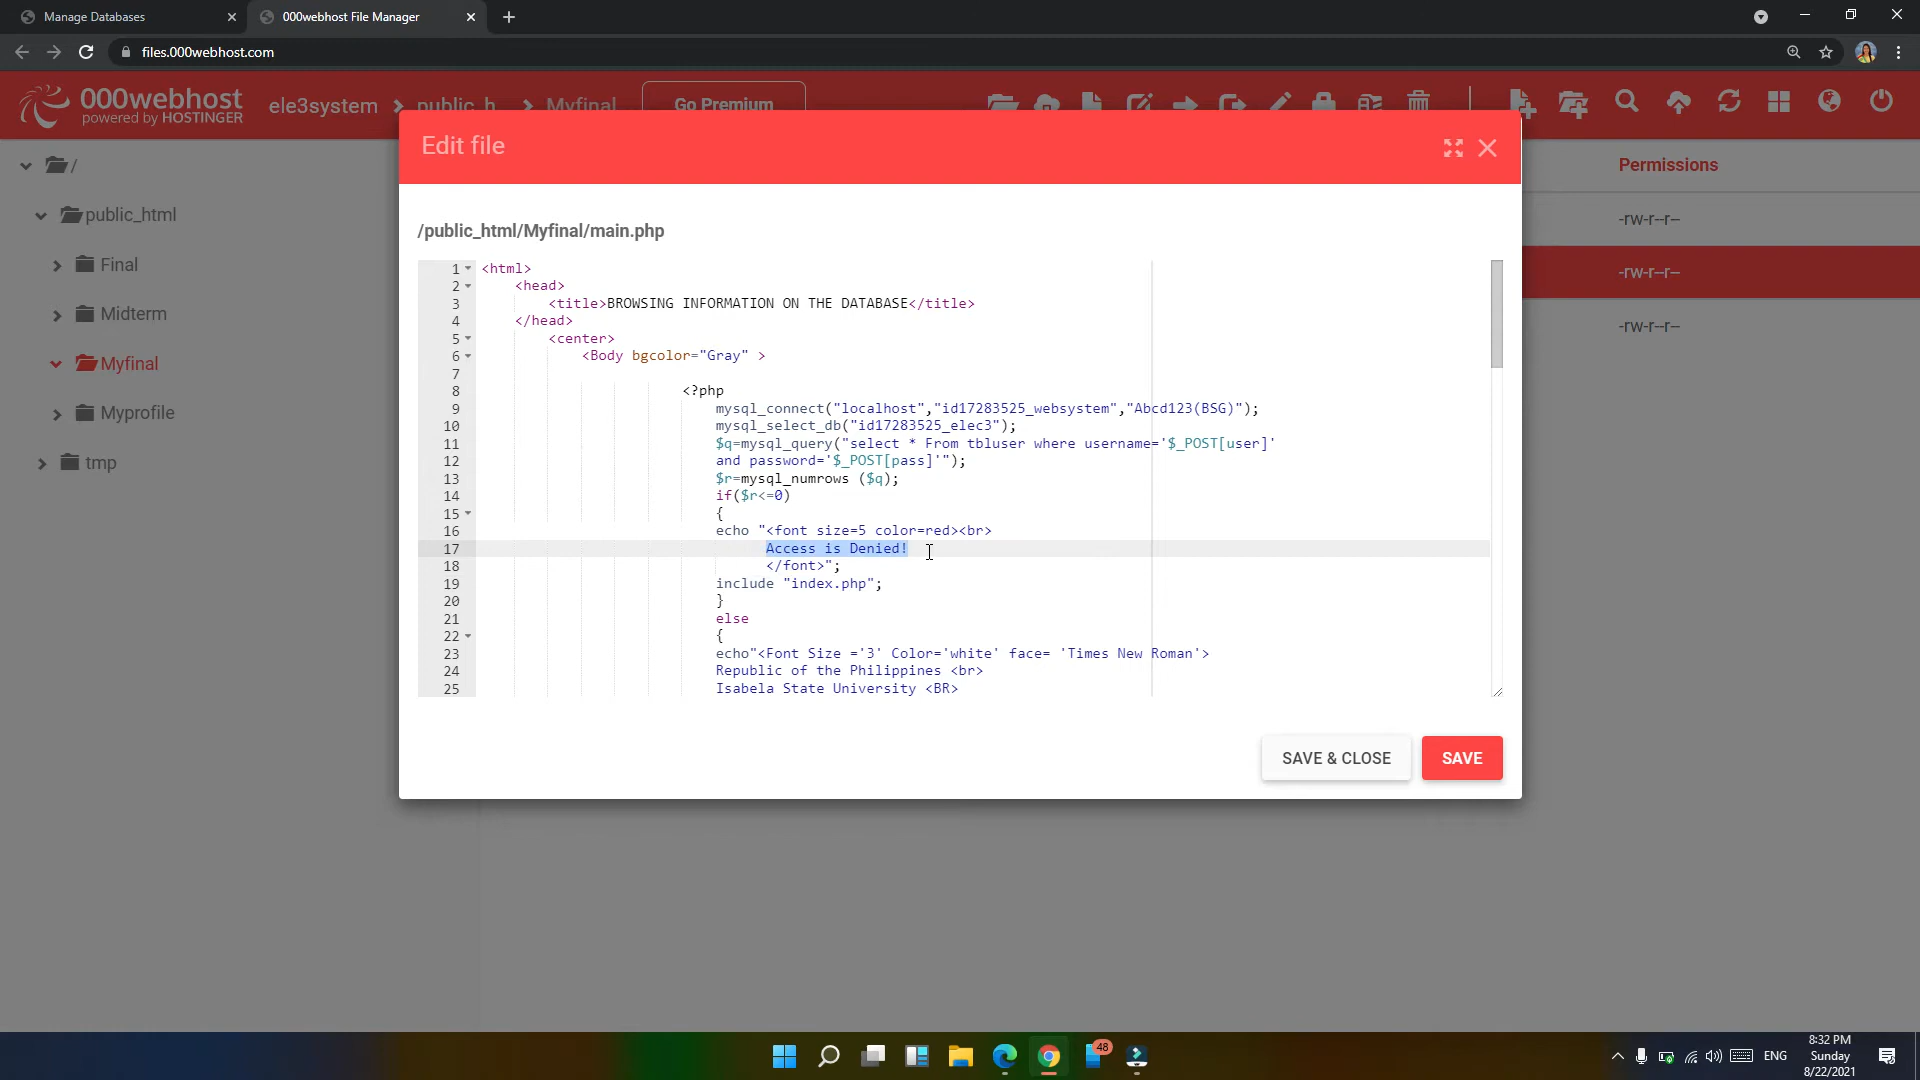 Manage Databases
000webhost File Manager
files.000webhost.com
000webhost
powered by HOSTINGER
ele3system
public_h
Myfinal
Go Premium
/
public_html
Final
Midterm
Myfinal
Myprofile
tmp
Permissions
-rw-r--r--
-rw-r--r--
-rw-r--r--
Edit file
/public_html/Myfinal/main.php
1 <html>
2 <head>
3 <title>BROWSING INFORMATION ON THE DATABASE</title>
4 </head>
5 <center>
6 <Body bgcolor="Gray" >
7
8 <?php
9 mysql_connect("localhost","id17283525_websystem","Abcd123(BSG)");
10 mysql_select_db("id17283525_elec3");
11 $q=mysql_query("select * From tbluser where username='$_POST[user]'
12 and password='$_POST[pass]'");
13 $r=mysql_numrows ($q);
14 if($r<=0)
15 {
16 echo "<font size=5 color=red><br>
17 Access is Denied!
18 </font>";
19 include "index.php";
20 }
21 else
22 {
23 echo"<Font Size ='3' Color='white' face= 'Times New Roman'>
24 Republic of the Philippines <br>
25 Isabela State University <BR>
SAVE & CLOSE
SAVE
48
ENG
8:32 PM
Sunday
8/22/2021